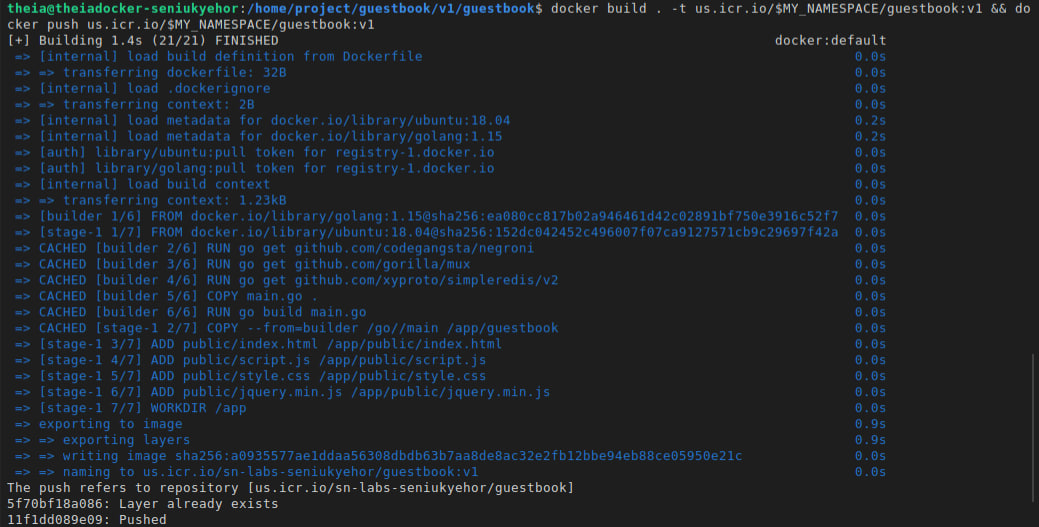 theia@theiadocker-seniukyehor:/home/project/guestbook/v1/guestbook$ docker build . -t us.icr.io/$MY_NAMESPACE/guestbook:v1 && do
cker push us.icr.io/$MY_NAMESPACE/guestbook:v1
[+] Building 1.4s (21/21) FINISHED docker:default
=> [internal] load build definition from Dockerfile 0.0s
=> => transferring dockerfile: 32B 0.0s
=> [internal] load .dockerignore 0.0s
=> => transferring context: 2B 0.0s
=> [internal] load metadata for docker.io/library/ubuntu:18.04 0.2s
=> [internal] load metadata for docker.io/library/golang:1.15 0.2s
=> [auth] library/ubuntu:pull token for registry-1.docker.io 0.0s
=> [auth] library/golang:pull token for registry-1.docker.io 0.0s
=> [internal] load build context 0.0s
=> => transferring context: 1.23kB 0.0s
=> [builder 1/6] FROM docker.io/library/golang:1.15@sha256:ea080cc817b02a946461d42c02891bf750e3916c52f7 0.0s
=> [stage-1 1/7] FROM docker.io/library/ubuntu:18.04@sha256:152dc042452c496007f07ca9127571cb9c29697f42a 0.0s
=> CACHED [builder 2/6] RUN go get github.com/codegangsta/negroni 0.0s
=> CACHED [builder 3/6] RUN go get github.com/gorilla/mux 0.0s
=> CACHED [builder 4/6] RUN go get github.com/xyproto/simpleredis/v2 0.0s
=> CACHED [builder 5/6] COPY main.go . 0.0s
=> CACHED [builder 6/6] RUN go build main.go 0.0s
=> CACHED [stage-1 2/7] COPY --from=builder /go//main /app/guestbook 0.0s
=> [stage-1 3/7] ADD public/index.html /app/public/index.html 0.0s
=> [stage-1 4/7] ADD public/script.js /app/public/script.js 0.0s
=> [stage-1 5/7] ADD public/style.css /app/public/style.css 0.0s
=> [stage-1 6/7] ADD public/jquery.min.js /app/public/jquery.min.js 0.0s
=> [stage-1 7/7] WORKDIR /app 0.0s
=> exporting to image 0.9s
=> => exporting layers 0.9s
=> => writing image sha256:a0935577ae1ddaa56308dbdb63b7aa8de8ac32e2fb12bbe94eb88ce05950e21c 0.0s
=> => naming to us.icr.io/sn-labs-seniukyehor/guestbook:v1 0.0s
The push refers to repository [us.icr.io/sn-labs-seniukyehor/guestbook]
5f70bf18a086: Layer already exists
11f1dd089e09: Pushed